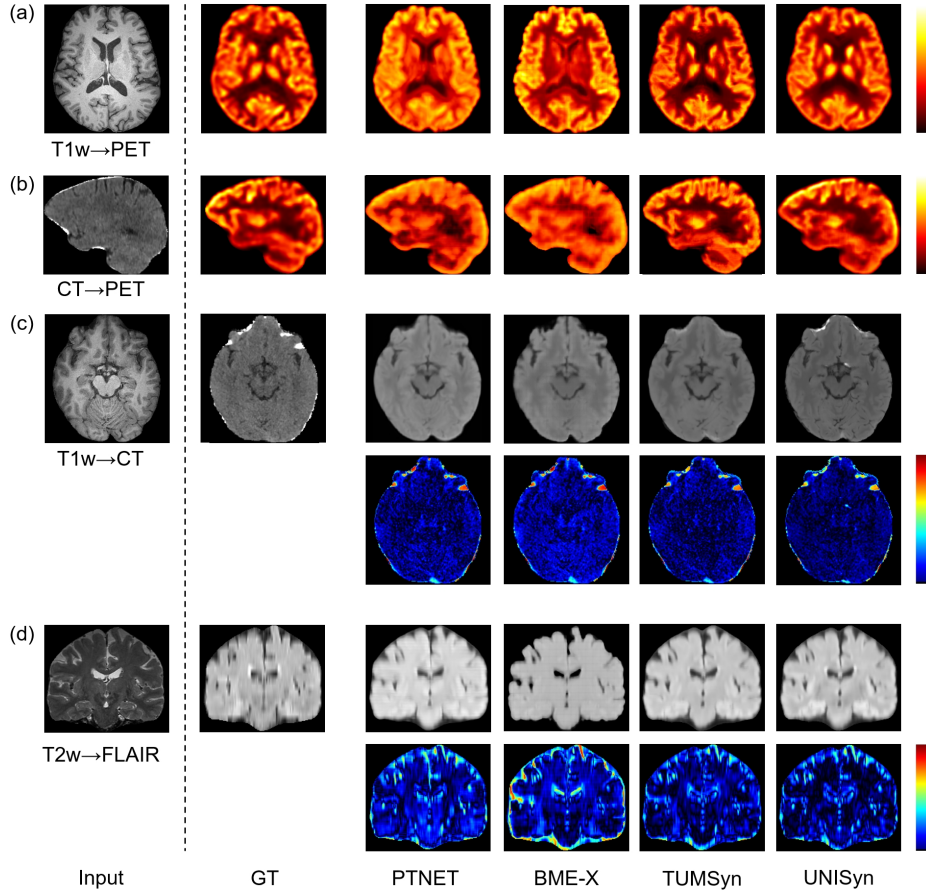 (a)
T1w→PET
(b)
CT→PET
(c)
T1w→CT
(d)
T2w→FLAIR
Input GT PTNET BME-X TUMSyn UNISyn